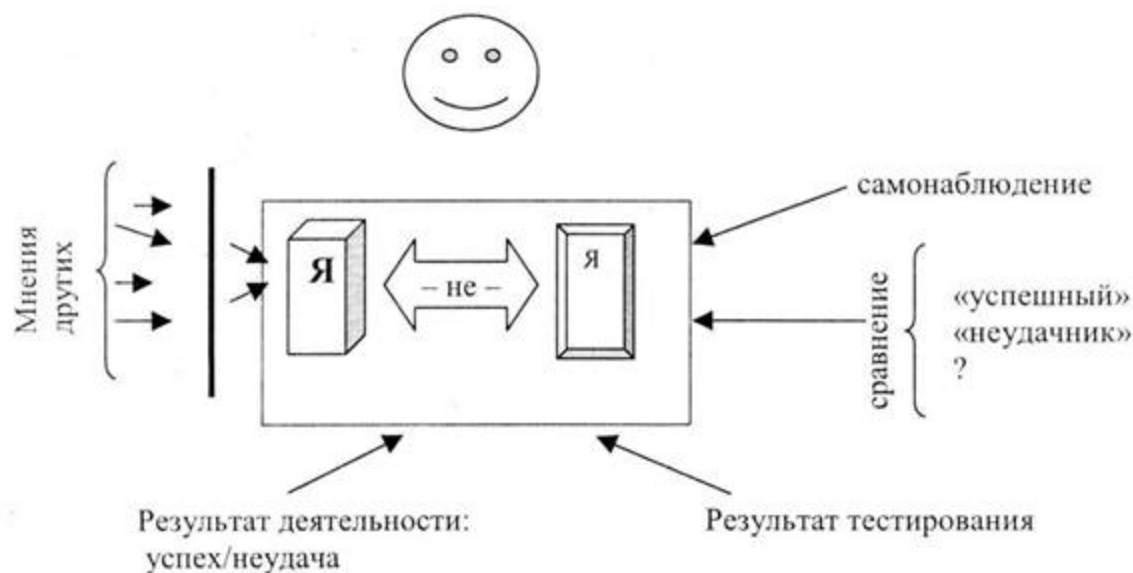 Мнения
других
Я
– не –
Я
самонаблюдение
сравнение
«успешный»
«неудачник»
?
Результат деятельности:
успех/неудача
Результат тестирования